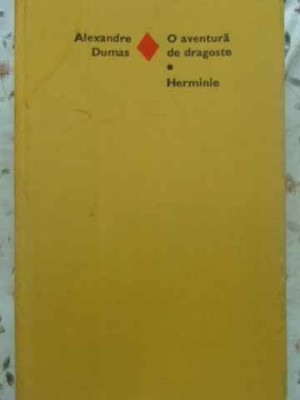 Alexandre
Dumas
O aventură
de dragoste
•
Herminie